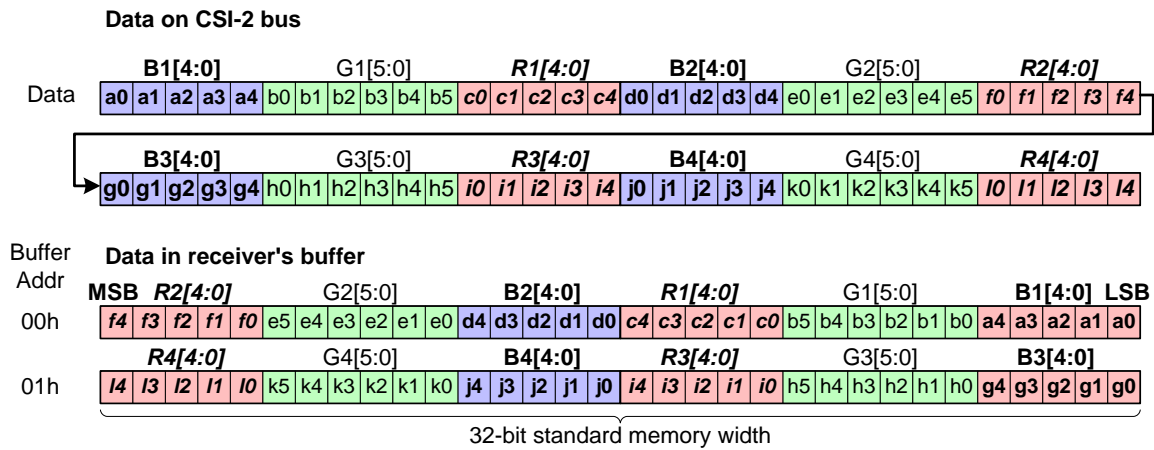 Data on CSI-2 bus
B1[4:0] G1[5:0] R1[4:0] B2[4:0] G2[5:0] R2[4:0]
Data a0 a1 a2 a3 a4 b0 b1 b2 b3 b4 b5 c0 c1 c2 c3 c4 d0 d1 d2 d3 d4 e0 e1 e2 e3 e4 e5 f0 f1 f2 f3 f4
B3[4:0] G3[5:0] R3[4:0] B4[4:0] G4[5:0] R4[4:0]
g0 g1 g2 g3 g4 h0 h1 h2 h3 h4 h5 i0 i1 i2 i3 i4 j0 j1 j2 j3 j4 k0 k1 k2 k3 k4 k5 l0 l1 l2 l3 l4
Buffer Addr
Data in receiver's buffer
MSB R2[4:0] G2[5:0] B2[4:0] R1[4:0] G1[5:0] B1[4:0] LSB
00h f4 f3 f2 f1 f0 e5 e4 e3 e2 e1 e0 d4 d3 d2 d1 d0 c4 c3 c2 c1 c0 b5 b4 b3 b2 b1 b0 a4 a3 a2 a1 a0
R4[4:0] G4[5:0] B4[4:0] R3[4:0] G3[5:0] B3[4:0]
01h l4 l3 l2 l1 l0 k5 k4 k3 k2 k1 k0 j4 j3 j2 j1 j0 i4 i3 i2 i1 i0 h5 h4 h3 h2 h1 h0 g4 g3 g2 g1 g0
32-bit standard memory width